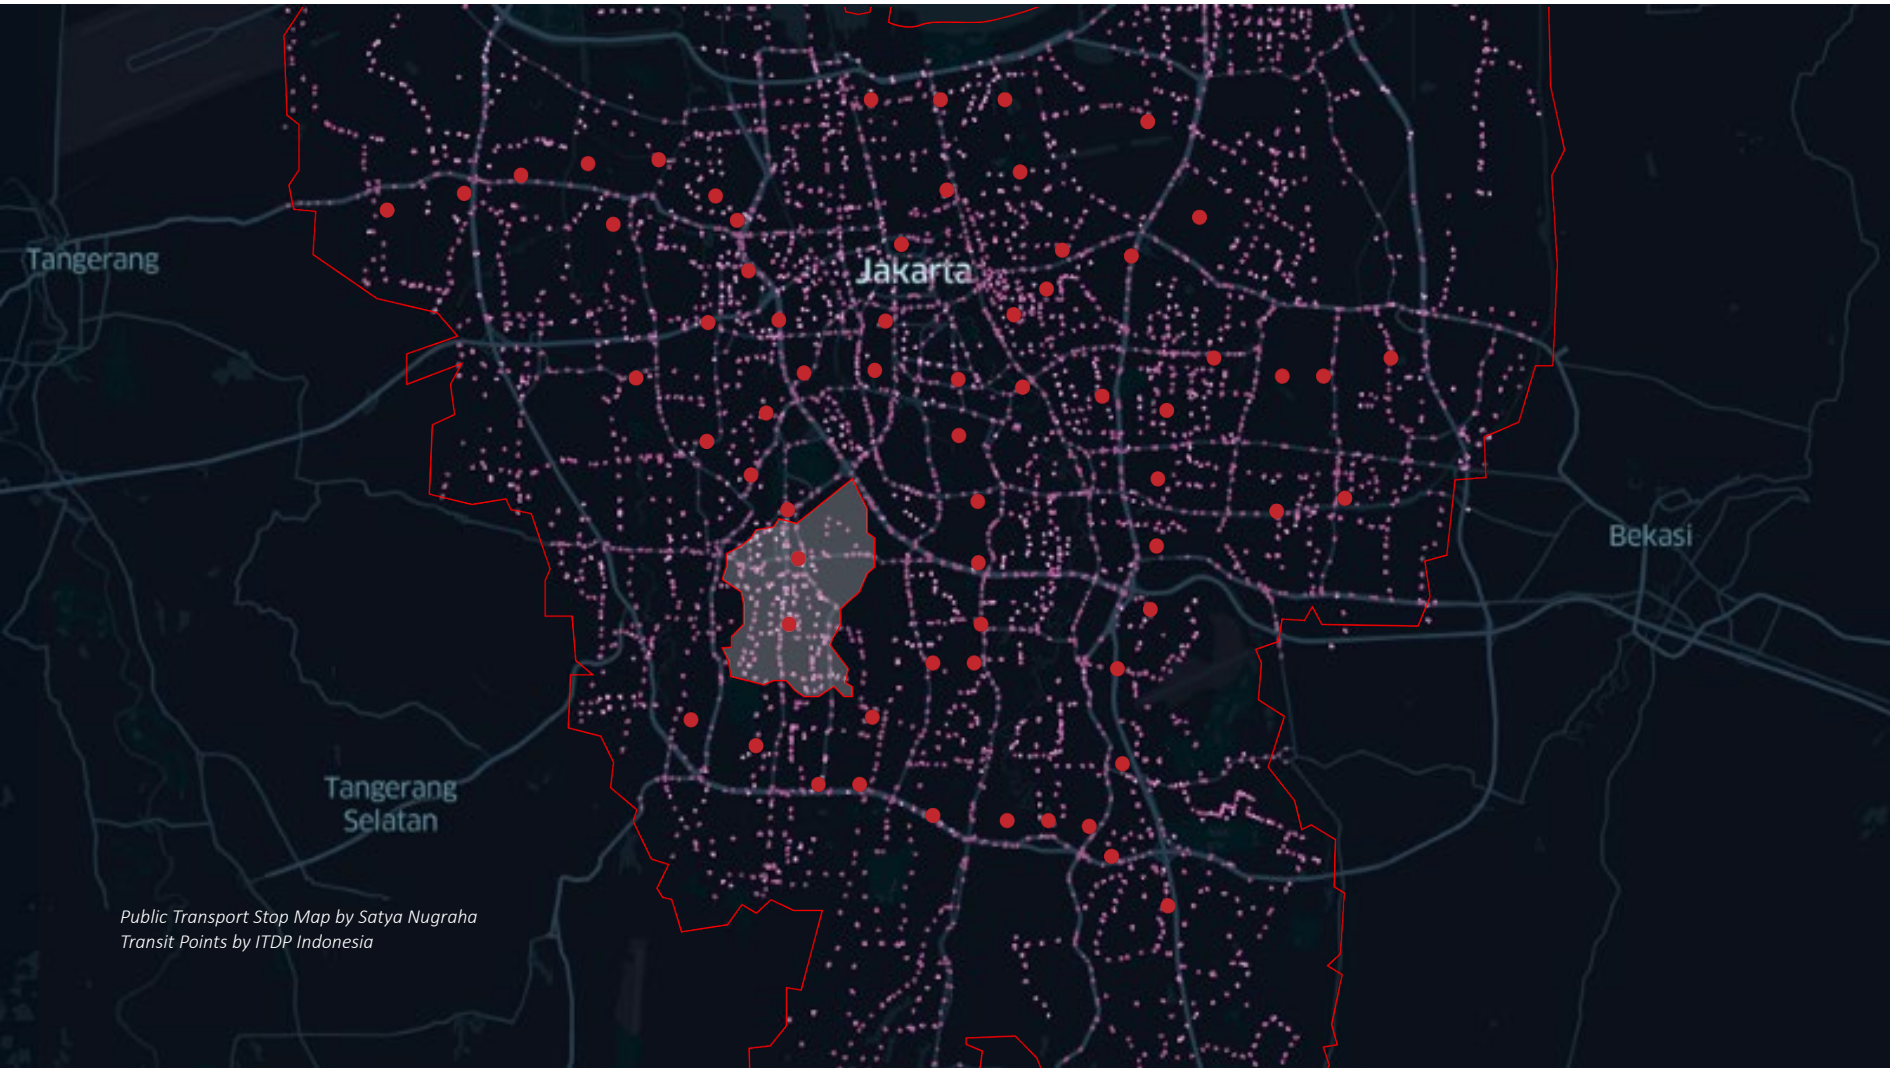 Tangerang
Jakarta
Bekasi
Tangerang
Selatan
Public Transport Stop Map by Satya Nugraha
Transit Points by ITDP Indonesia